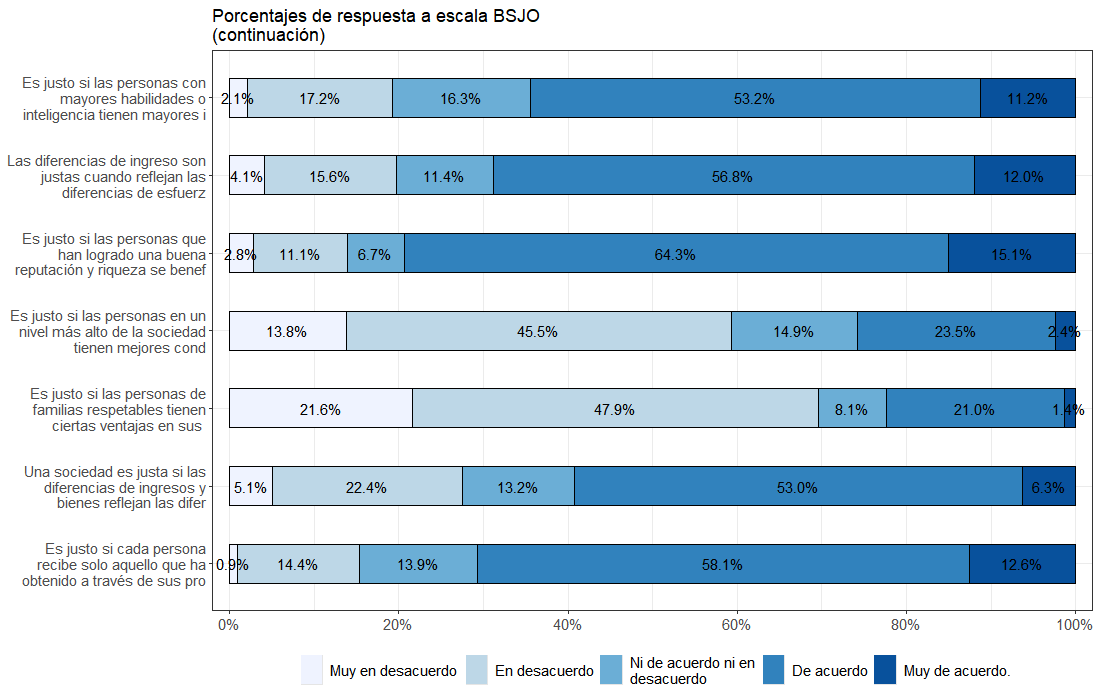 Porcentajes de respuesta a escala BSJO
(continuación)
Es justo si las personas con
mayores habilidades o
inteligencia tienen mayores i
2.1% 17.2% 16.3% 53.2% 11.2%
Las diferencias de ingreso son
justas cuando reflejan las
diferencias de esfuerz
4.1% 15.6% 11.4% 56.8% 12.0%
Es justo si las personas que
han logrado una buena
reputación y riqueza se benef
2.8% 11.1% 6.7% 64.3% 15.1%
Es justo si las personas en un
nivel más alto de la sociedad
tienen mejores cond
13.8% 45.5% 14.9% 23.5% 2.4%
Es justo si las personas de
familias respetables tienen
ciertas ventajas en sus
21.6% 47.9% 8.1% 21.0% 1.4%
Una sociedad es justa si las
diferencias de ingresos y
bienes reflejan las difer
5.1% 22.4% 13.2% 53.0% 6.3%
Es justo si cada persona
recibe solo aquello que ha
obtenido a través de sus pro
0.9% 14.4% 13.9% 58.1% 12.6%
0% 20% 40% 60% 80% 100%
Muy en desacuerdo
En desacuerdo
Ni de acuerdo ni en
desacuerdo
De acuerdo
Muy de acuerdo.